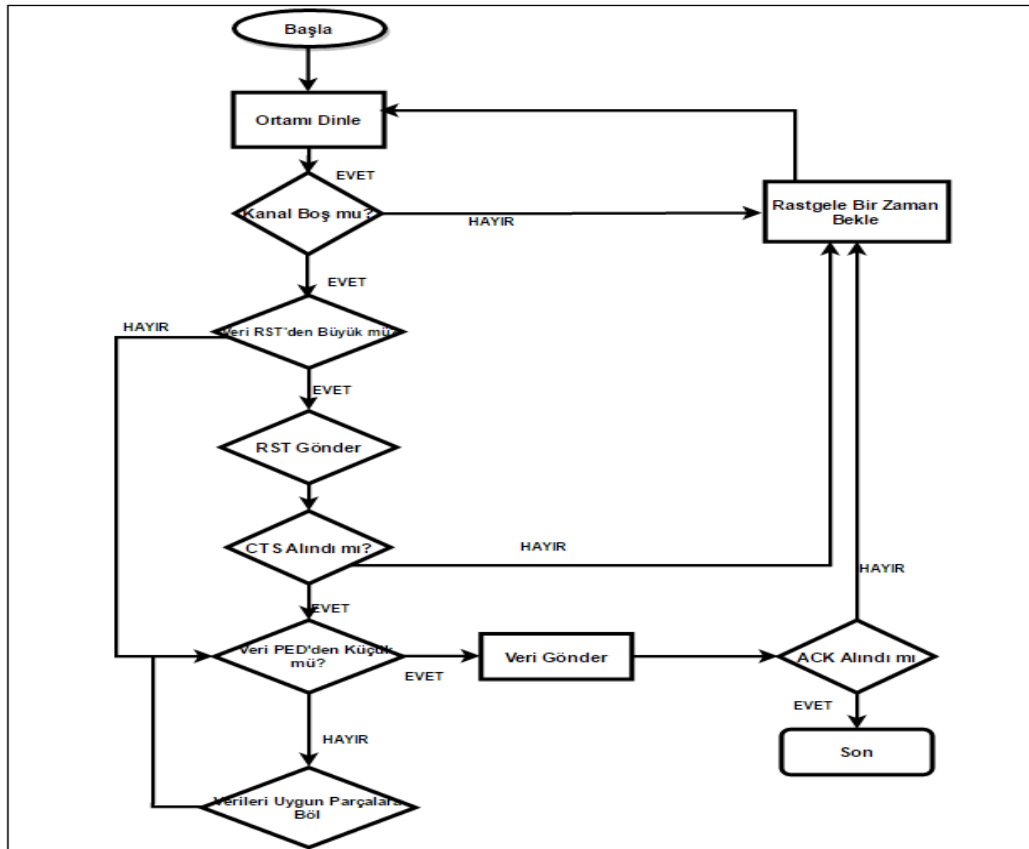 Başla
Ortamı Dinle
EVET
Kanal Boş mu?
HAYIR
Rastgele Bir Zaman
Bekle
EVET
HAYIR
Veri RST'den Büyük mü?
EVET
RST Gönder
CTS Alındı mı?
HAYIR
HAYIR
EVET
Veri PED'den Küçük
mü?
EVET
Veri Gönder
ACK Alındı mı
EVET
HAYIR
Son
Verileri Uygun Parçalara
Böl